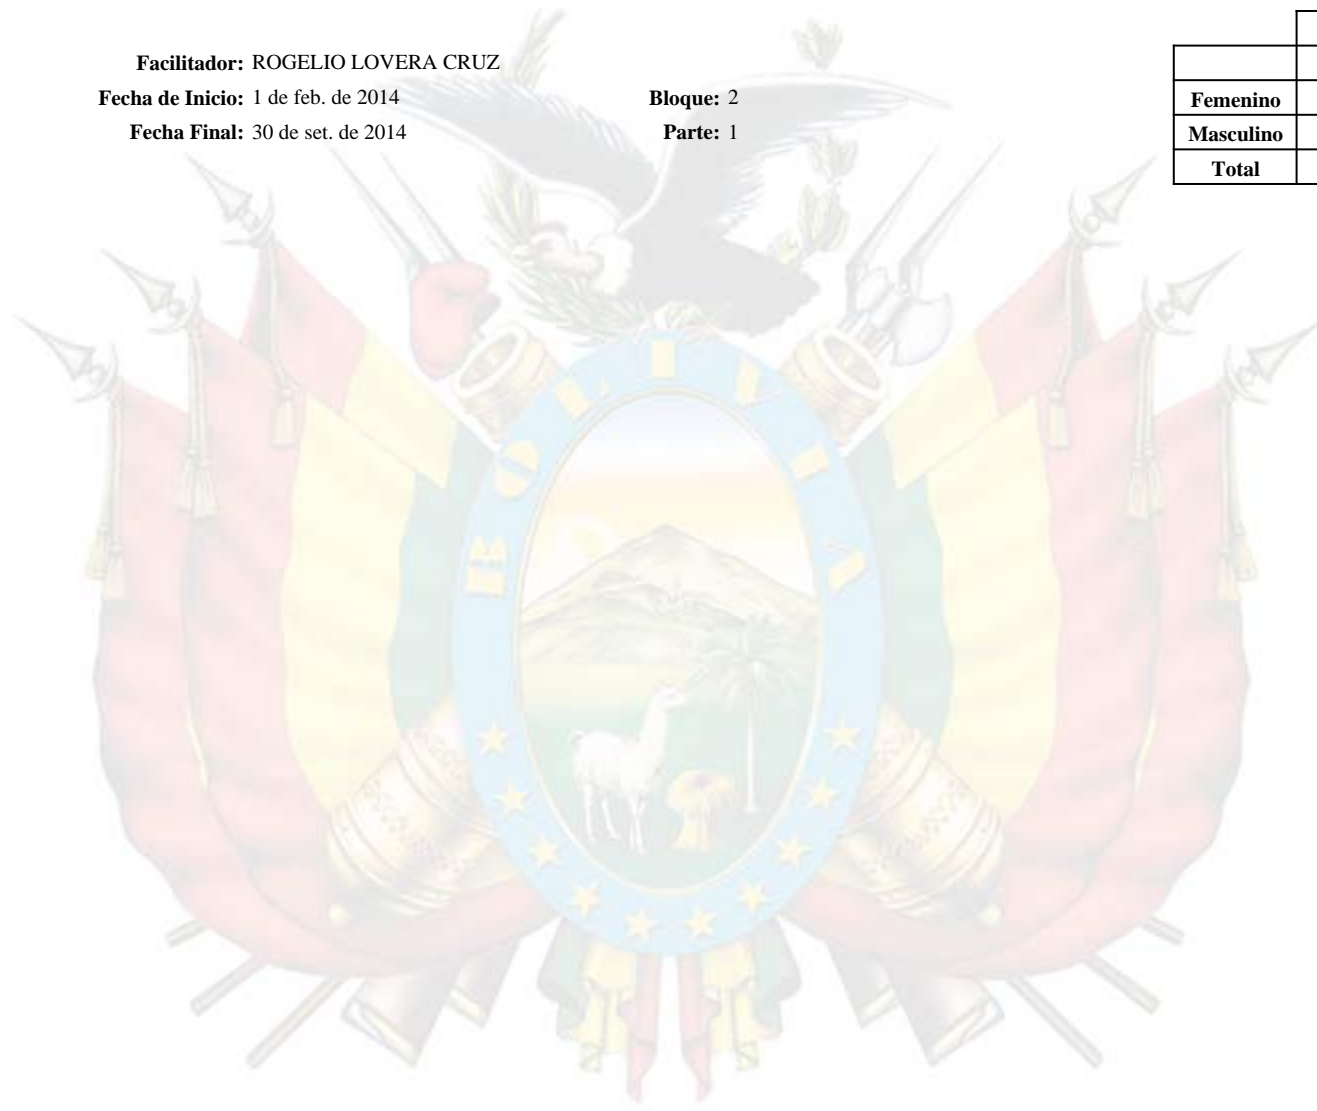 Facilitador: ROGELIO LOVERA CRUZ
Fecha de Inicio: 1 de feb. de 2014 Bloque: 2
Fecha Final: 30 de set. de 2014 Parte: 1
Femenino
Masculino
Total
BOLIVIA